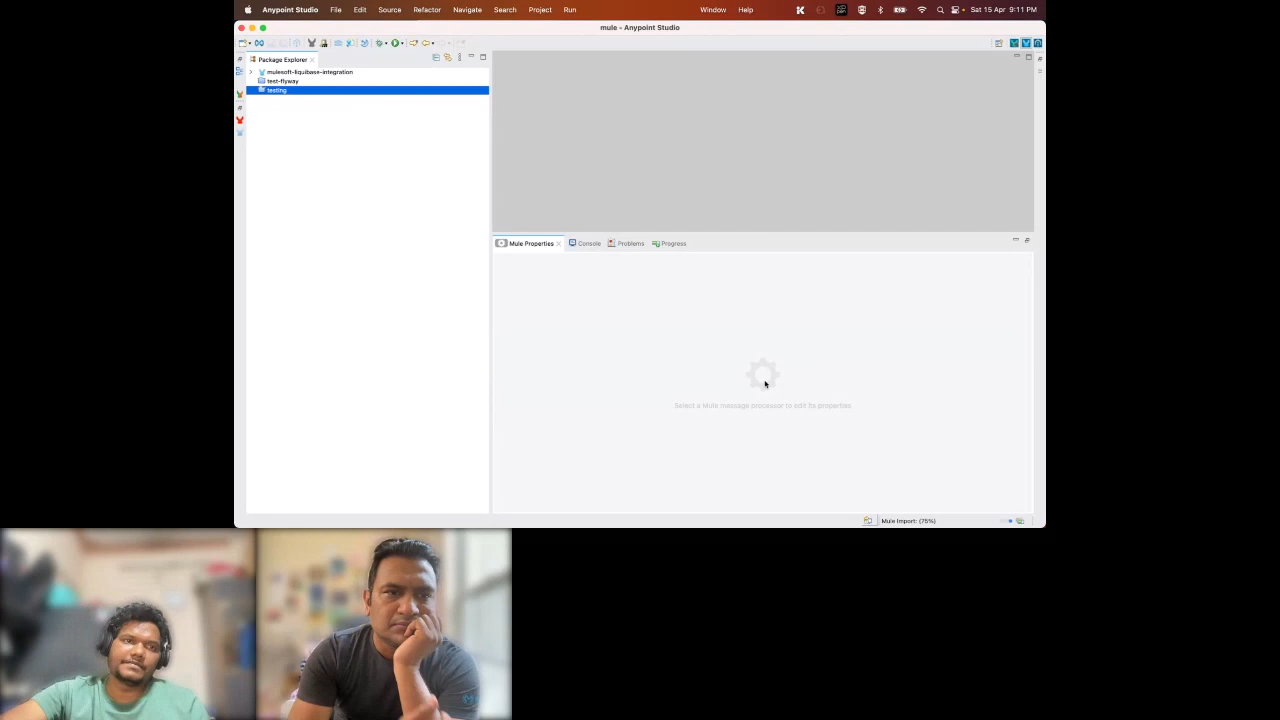 Anypoint Studio File Edit Source Refactor Navigate Search Project Run Window Help Sat 15 Apr 9:11 PM
mule - Anypoint Studio
Package Explorer
mulesoft-liquibase-integration
test-flyway
testing
Mule Properties Console Problems Progress
Select a Mule message processor to edit its properties
Mule Import: (75%)